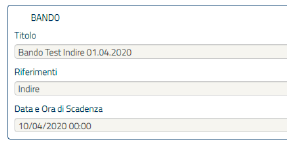 BANDO
Titolo
Bando Test Indire 01.04.2020
Riferimenti
Indire
Data e Ora di Scadenza
10/04/2020 00:00